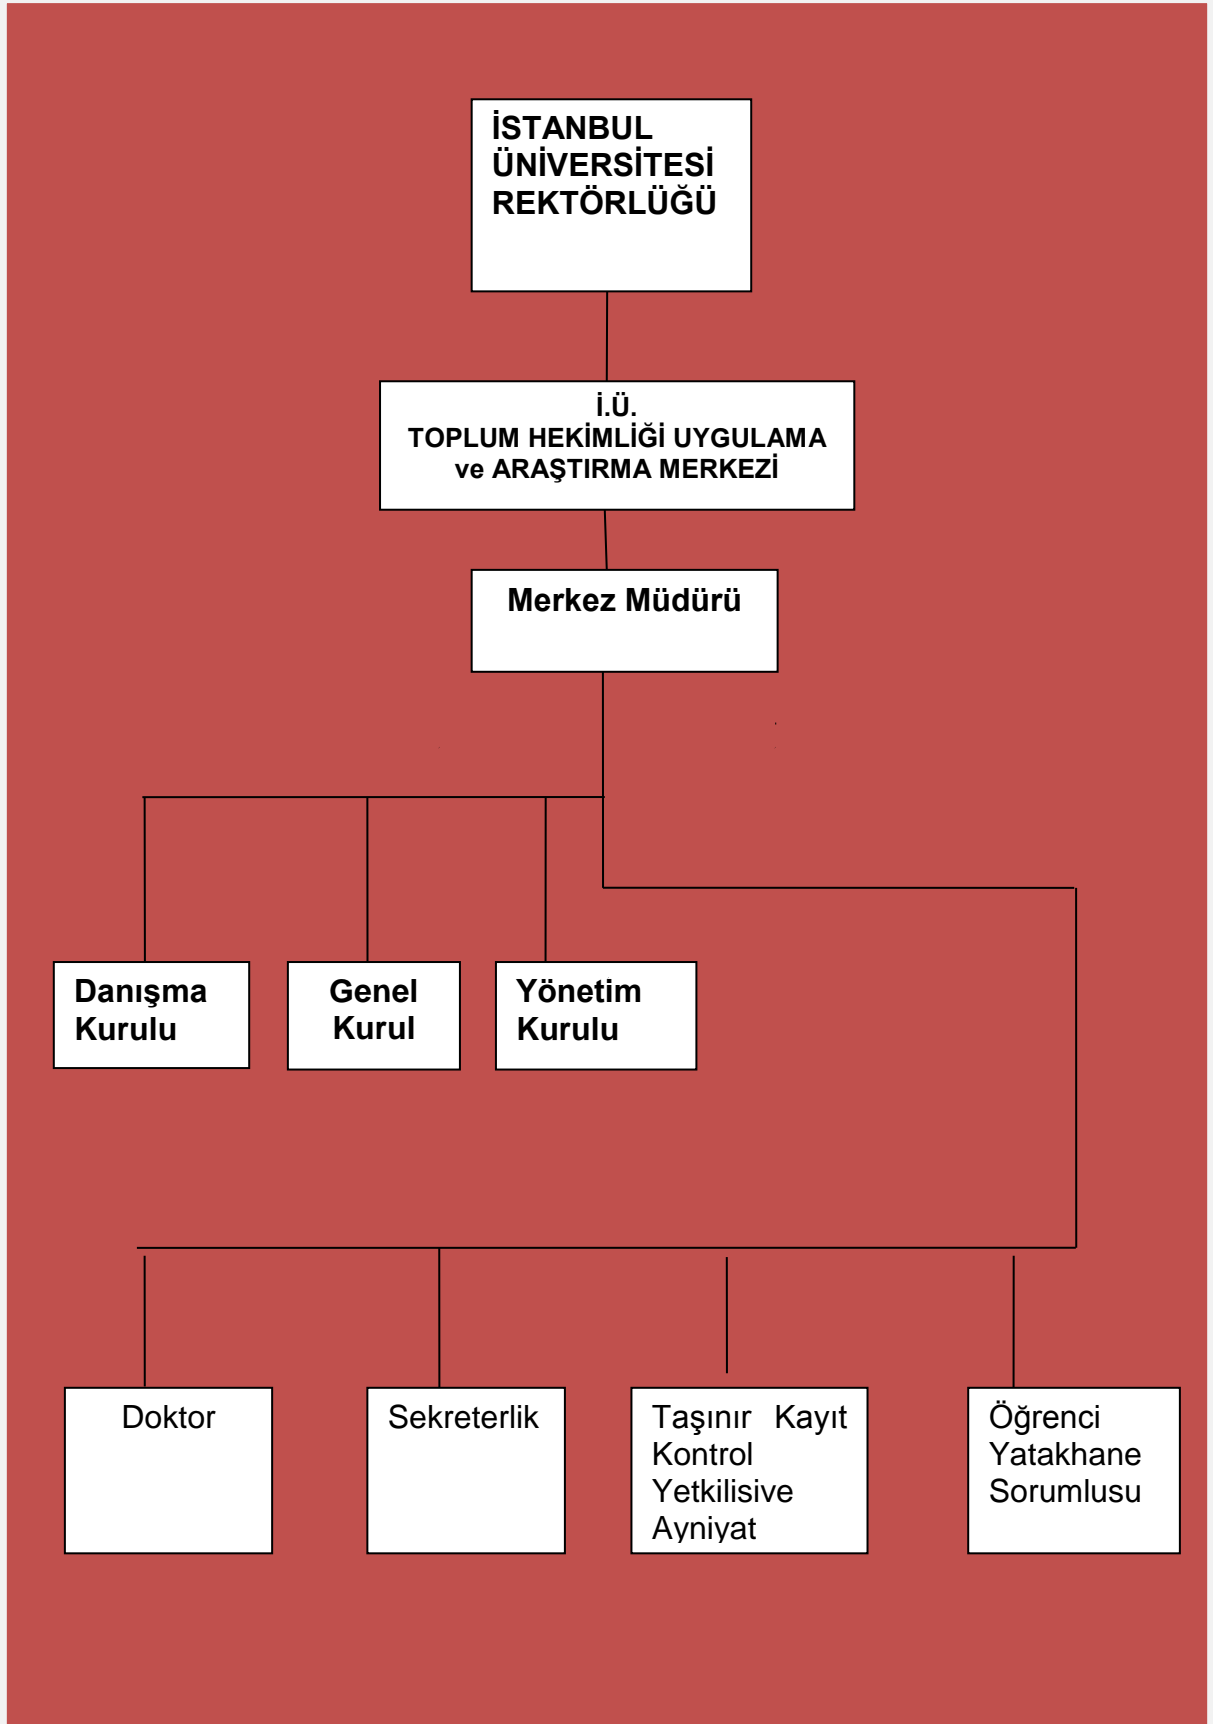 İSTANBUL
ÜNİVERSİTESİ
REKTÖRLÜĞÜ
İ.Ü.
TOPLUM HEKİMLİĞİ UYGULAMA
ve ARAŞTIRMA MERKEZİ
Merkez Müdürü
Danışma
Kurulu
Genel
Kurul
Yönetim
Kurulu
Doktor
Sekreterlik
Taşınır Kayıt
Kontrol
Yetkilisive
Ayniyat
Öğrenci
Yatakhane
Sorumlusu